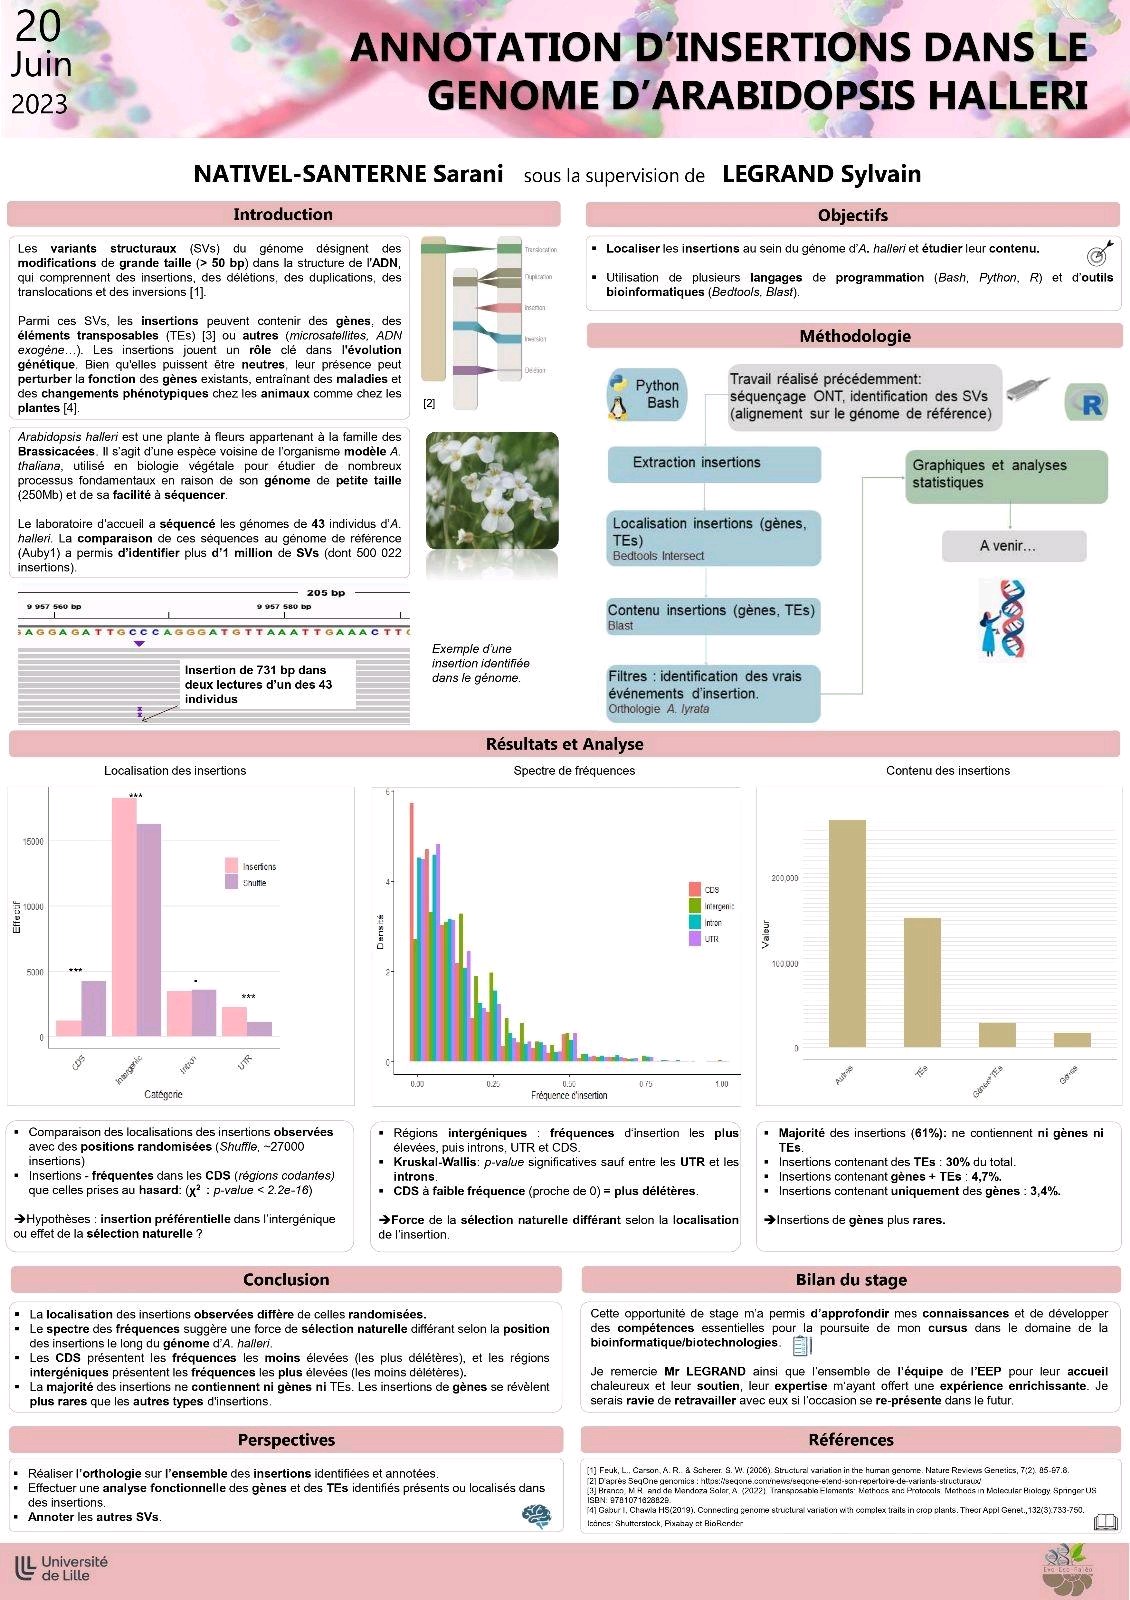 20
Juin
2023
ANNOTATION D’INSERTIONS DANS LE
GENOME D’ARABIDOPSIS HALLERI
NATIVEL-SANTERNE Sarani sous la supervision de LEGRAND Sylvain
Introduction
Les variants structuraux (SVs) du génome désignent des
modifications de grande taille (> 50 bp) dans la structure de l'ADN,
qui comprennent des insertions, des délétions, des duplications, des
translocations et des inversions [1].
Parmi ces SVs, les insertions peuvent contenir des gènes, des
éléments transposables (TEs) [3] ou autres (microsatellites, ADN
exogène…). Les insertions jouent un rôle clé dans l'évolution
génétique. Bien qu'elles puissent être neutres, leur présence peut
perturber la fonction des gènes existants, entraînant des maladies et
des changements phénotypiques chez les animaux comme chez les
plantes [4].
Translocation
Duplication
Insertion
Inversion
Délétion
[2]
Arabidopsis halleri est une plante à fleurs appartenant à la famille des
Brassicacées. Il s’agit d’une espèce voisine de l’organisme modèle A.
thaliana, utilisé en biologie végétale pour étudier de nombreux
processus fondamentaux en raison de son génome de petite taille
(250Mb) et de sa facilité à séquencer.
Le laboratoire d’accueil a séquencé les génomes de 43 individus d’A.
halleri. La comparaison de ces séquences au génome de référence
(Auby1) a permis d’identifier plus d’1 million de SVs (dont 500 022
insertions).
205 bp
9 957 560 bp
9 957 580 bp
AGGAGATTGCCCAGGGATGTTAAATTGAAACTT
Insertion de 731 bp dans
deux lectures d’un des 43
individus
Exemple d’une
insertion identifiée
dans le génome.
Objectifs
▪ Localiser les insertions au sein du génome d’A. halleri et étudier leur contenu.
▪ Utilisation de plusieurs langages de programmation (Bash, Python, R) et d’outils
bioinformatiques (Bedtools, Blast).
Méthodologie
Python
Bash
Travail réalisé précédemment:
séquençage ONT, identification des SVs
(alignement sur le génome de référence)
R
Extraction insertions
Localisation insertions (gènes,
TEs)
Bedtools Intersect
Contenu insertions (gènes, TEs)
Blast
Filtres : identification des vrais
événements d’insertion.
Orthologie A. lyrata
Graphiques et analyses
statistiques
A venir…
Résultats et Analyse
Localisation des insertions
Effectif
15000
10000
5000
0
***
***
***
Insertions
Shuffle
CDS
Intergenic
Intron
UTR
Catégorie
Spectre de fréquences
Densité
6
4
2
0
CDS
Intergenic
Intron
UTR
0.00
0.25
0.50
0.75
1.00
Fréquence d'insertion
Contenu des insertions
Valeur
200,000
100,000
0
Autres
TEs
Gènes+TEs
Gènes
▪ Comparaison des localisations des insertions observées
avec des positions randomisées (Shuffle, ~27000
insertions)
▪ Insertions - fréquentes dans les CDS (régions codantes)
que celles prises au hasard: (χ² : p-value < 2.2e-16)
➔Hypothèses : insertion préférentielle dans l’intergénique
ou effet de la sélection naturelle ?
▪ Régions intergéniques : fréquences d’insertion les plus
élevées, puis introns, UTR et CDS.
▪ Kruskal-Wallis: p-value significatives sauf entre les UTR et les
introns.
▪ CDS à faible fréquence (proche de 0) = plus délétères.
➔Force de la sélection naturelle différant selon la localisation
de l’insertion.
▪ Majorité des insertions (61%): ne contiennent ni gènes ni
TEs.
▪ Insertions contenant des TEs : 30% du total.
▪ Insertions contenant gènes + TEs : 4,7%.
▪ Insertions contenant uniquement des gènes : 3,4%.
➔Insertions de gènes plus rares.
Conclusion
▪ La localisation des insertions observées diffère de celles randomisées.
▪ Le spectre des fréquences suggère une force de sélection naturelle différant selon la position
des insertions le long du génome d’A. halleri.
▪ Les CDS présentent les fréquences les moins élevées (les plus délétères), et les régions
intergéniques présentent les fréquences les plus élevées (les moins délétères).
▪ La majorité des insertions ne contiennent ni gènes ni TEs. Les insertions de gènes se révèlent
plus rares que les autres types d'insertions.
Bilan du stage
Cette opportunité de stage m’a permis d’approfondir mes connaissances et de développer
des compétences essentielles pour la poursuite de mon cursus dans le domaine de la
bioinformatique/biotechnologies.
Je remercie Mr LEGRAND ainsi que l’ensemble de l’équipe de l’EEP pour leur accueil
chaleureux et leur soutien, leur expertise m’ayant offert une expérience enrichissante. Je
serais ravie de retravailler avec eux si l’occasion se re-présente dans le futur.
Perspectives
▪ Réaliser l’orthologie sur l’ensemble des insertions identifiées et annotées.
▪ Effectuer une analyse fonctionnelle des gènes et des TEs identifiés présents ou localisés dans
des insertions.
▪ Annoter les autres SVs.
Références
[1] Feuk, L., Carson, A. R., & Scherer, S. W. (2006). Structural variation in the human genome. Nature Reviews Genetics, 7(2), 85-97.8.
[2] D'après SeqOne genomics : https://seqone.com/news/seqone-etend-son-repertoire-de-variants-structuraux/
[3] Branco, M.R. and de Mendoza Soler, A. (2022). Transposable Elements: Methods and Protocols. Methods in Molecular Biology. Springer US
ISBN: 9781071628829.
[4] Gabur I, Chawla HS(2019). Connecting genome structural variation with complex traits in crop plants. Theor Appl Genet.,132(3):733-750.
Icônes: Shutterstock, Pixabay et BioRender
Université
de Lille
Evo-Eco-Paléo